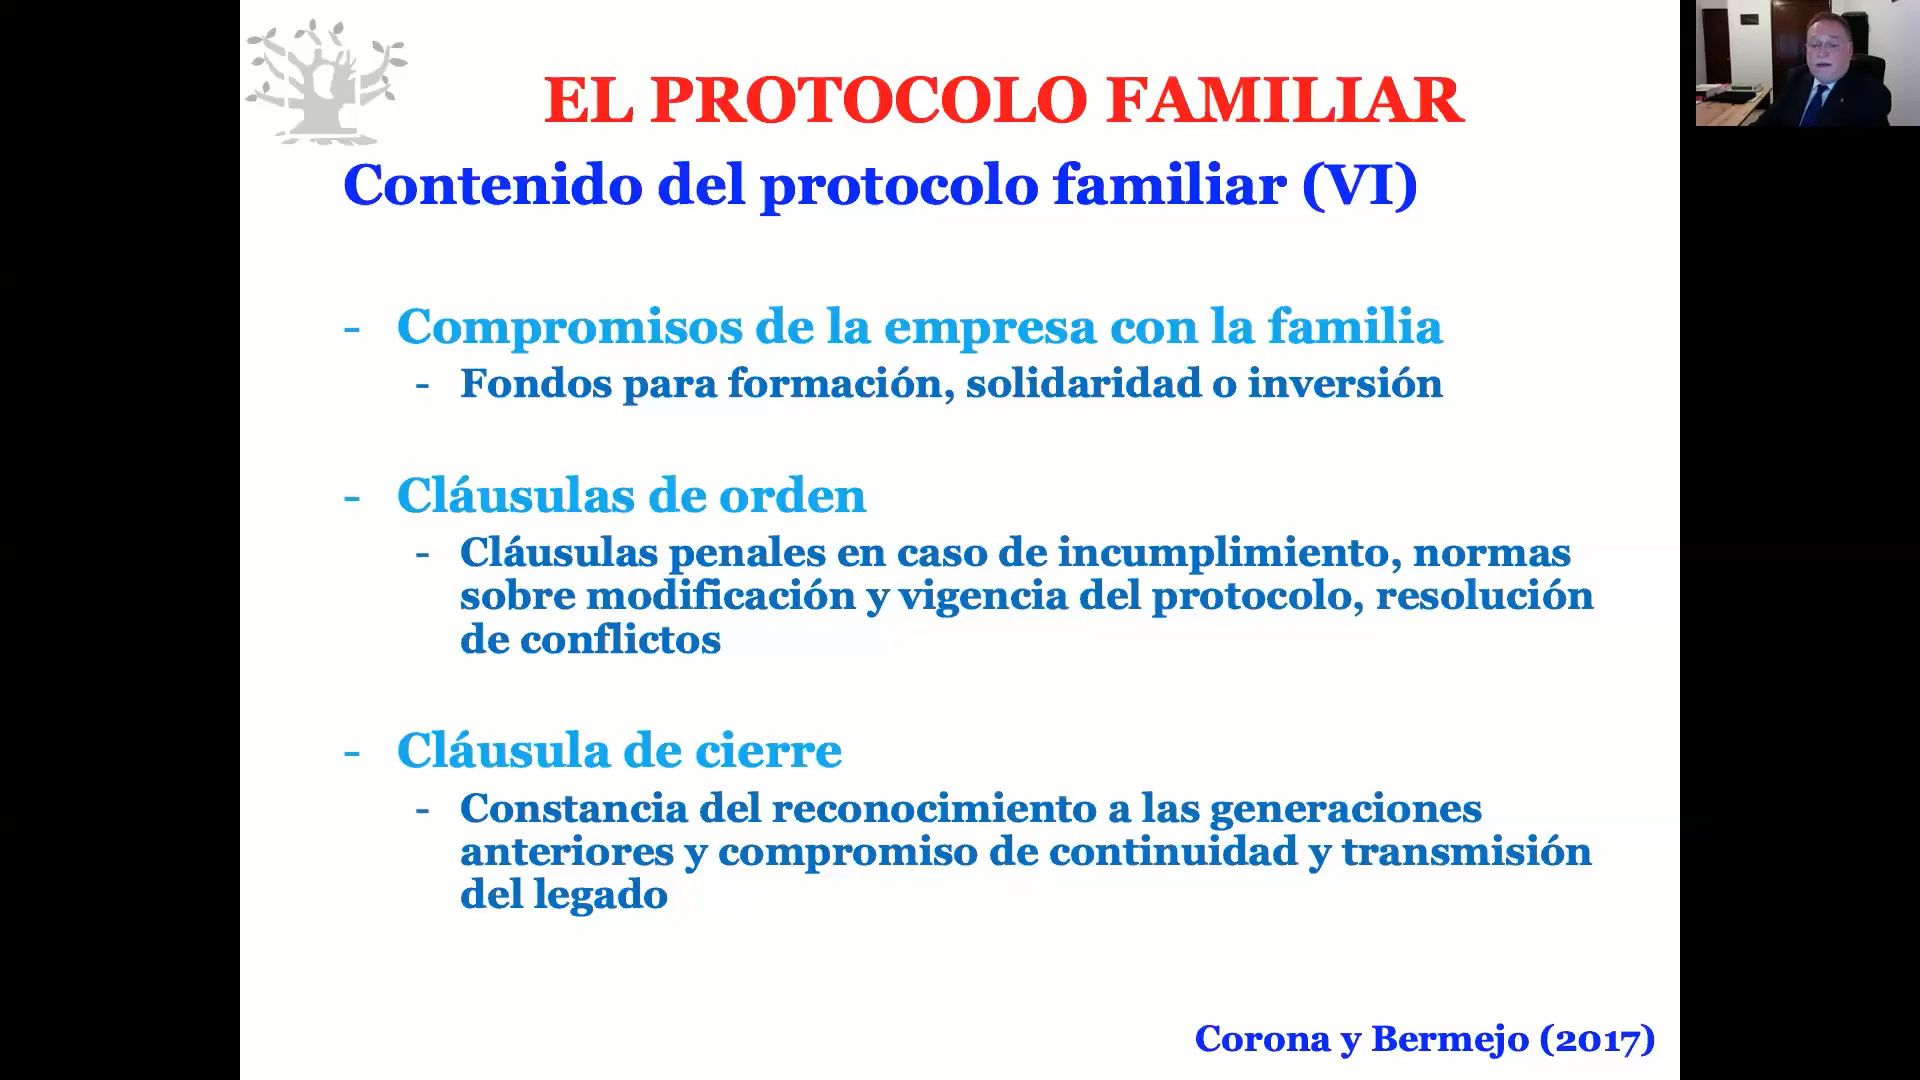 EL PROTOCOLO FAMILIAR
Contenido del protocolo familiar (VI)
- Compromisos de la empresa con la familia
- Fondos para formación, solidaridad o inversión
- Cláusulas de orden
- Cláusulas penales en caso de incumplimiento, normas
sobre modificación y vigencia del protocolo, resolución
de conflictos
- Cláusula de cierre
- Constancia del reconocimiento a las generaciones
anteriores y compromiso de continuidad y transmisión
del legado
Corona y Bermejo (2017)